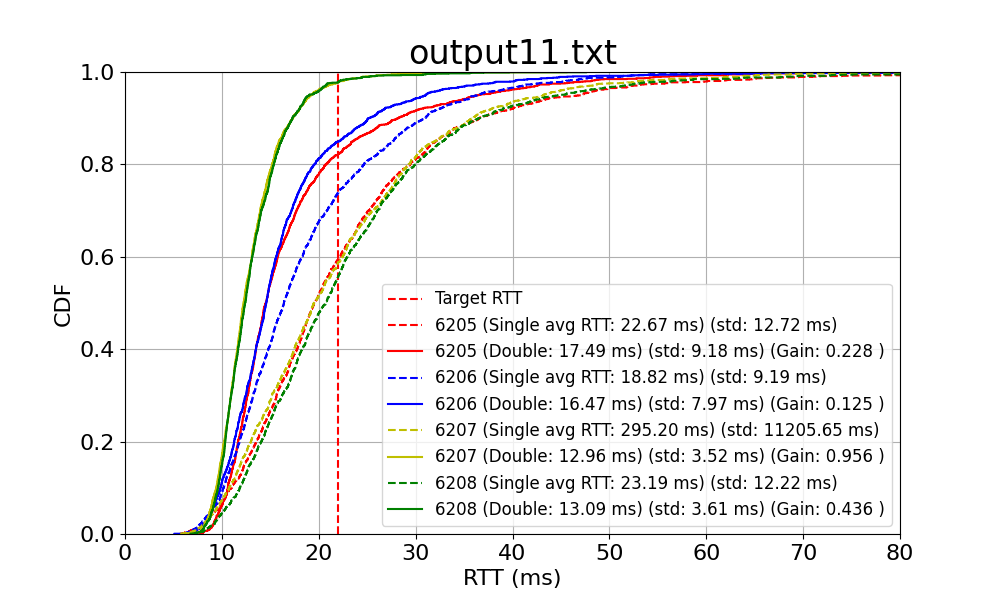 output11.txt
1.0
0.8
0.6
0.4
0.2
0.0
CDF
Target RTT
6205 (Single avg RTT: 22.67 ms) (std: 12.72 ms)
6205 (Double: 17.49 ms) (std: 9.18 ms) (Gain: 0.228 )
6206 (Single avg RTT: 18.82 ms) (std: 9.19 ms)
6206 (Double: 16.47 ms) (std: 7.97 ms) (Gain: 0.125 )
6207 (Single avg RTT: 295.20 ms) (std: 11205.65 ms)
6207 (Double: 12.96 ms) (std: 3.52 ms) (Gain: 0.956 )
6208 (Single avg RTT: 23.19 ms) (std: 12.22 ms)
6208 (Double: 13.09 ms) (std: 3.61 ms) (Gain: 0.436 )
0 10 20 30 40 50 60 70 80
RTT (ms)